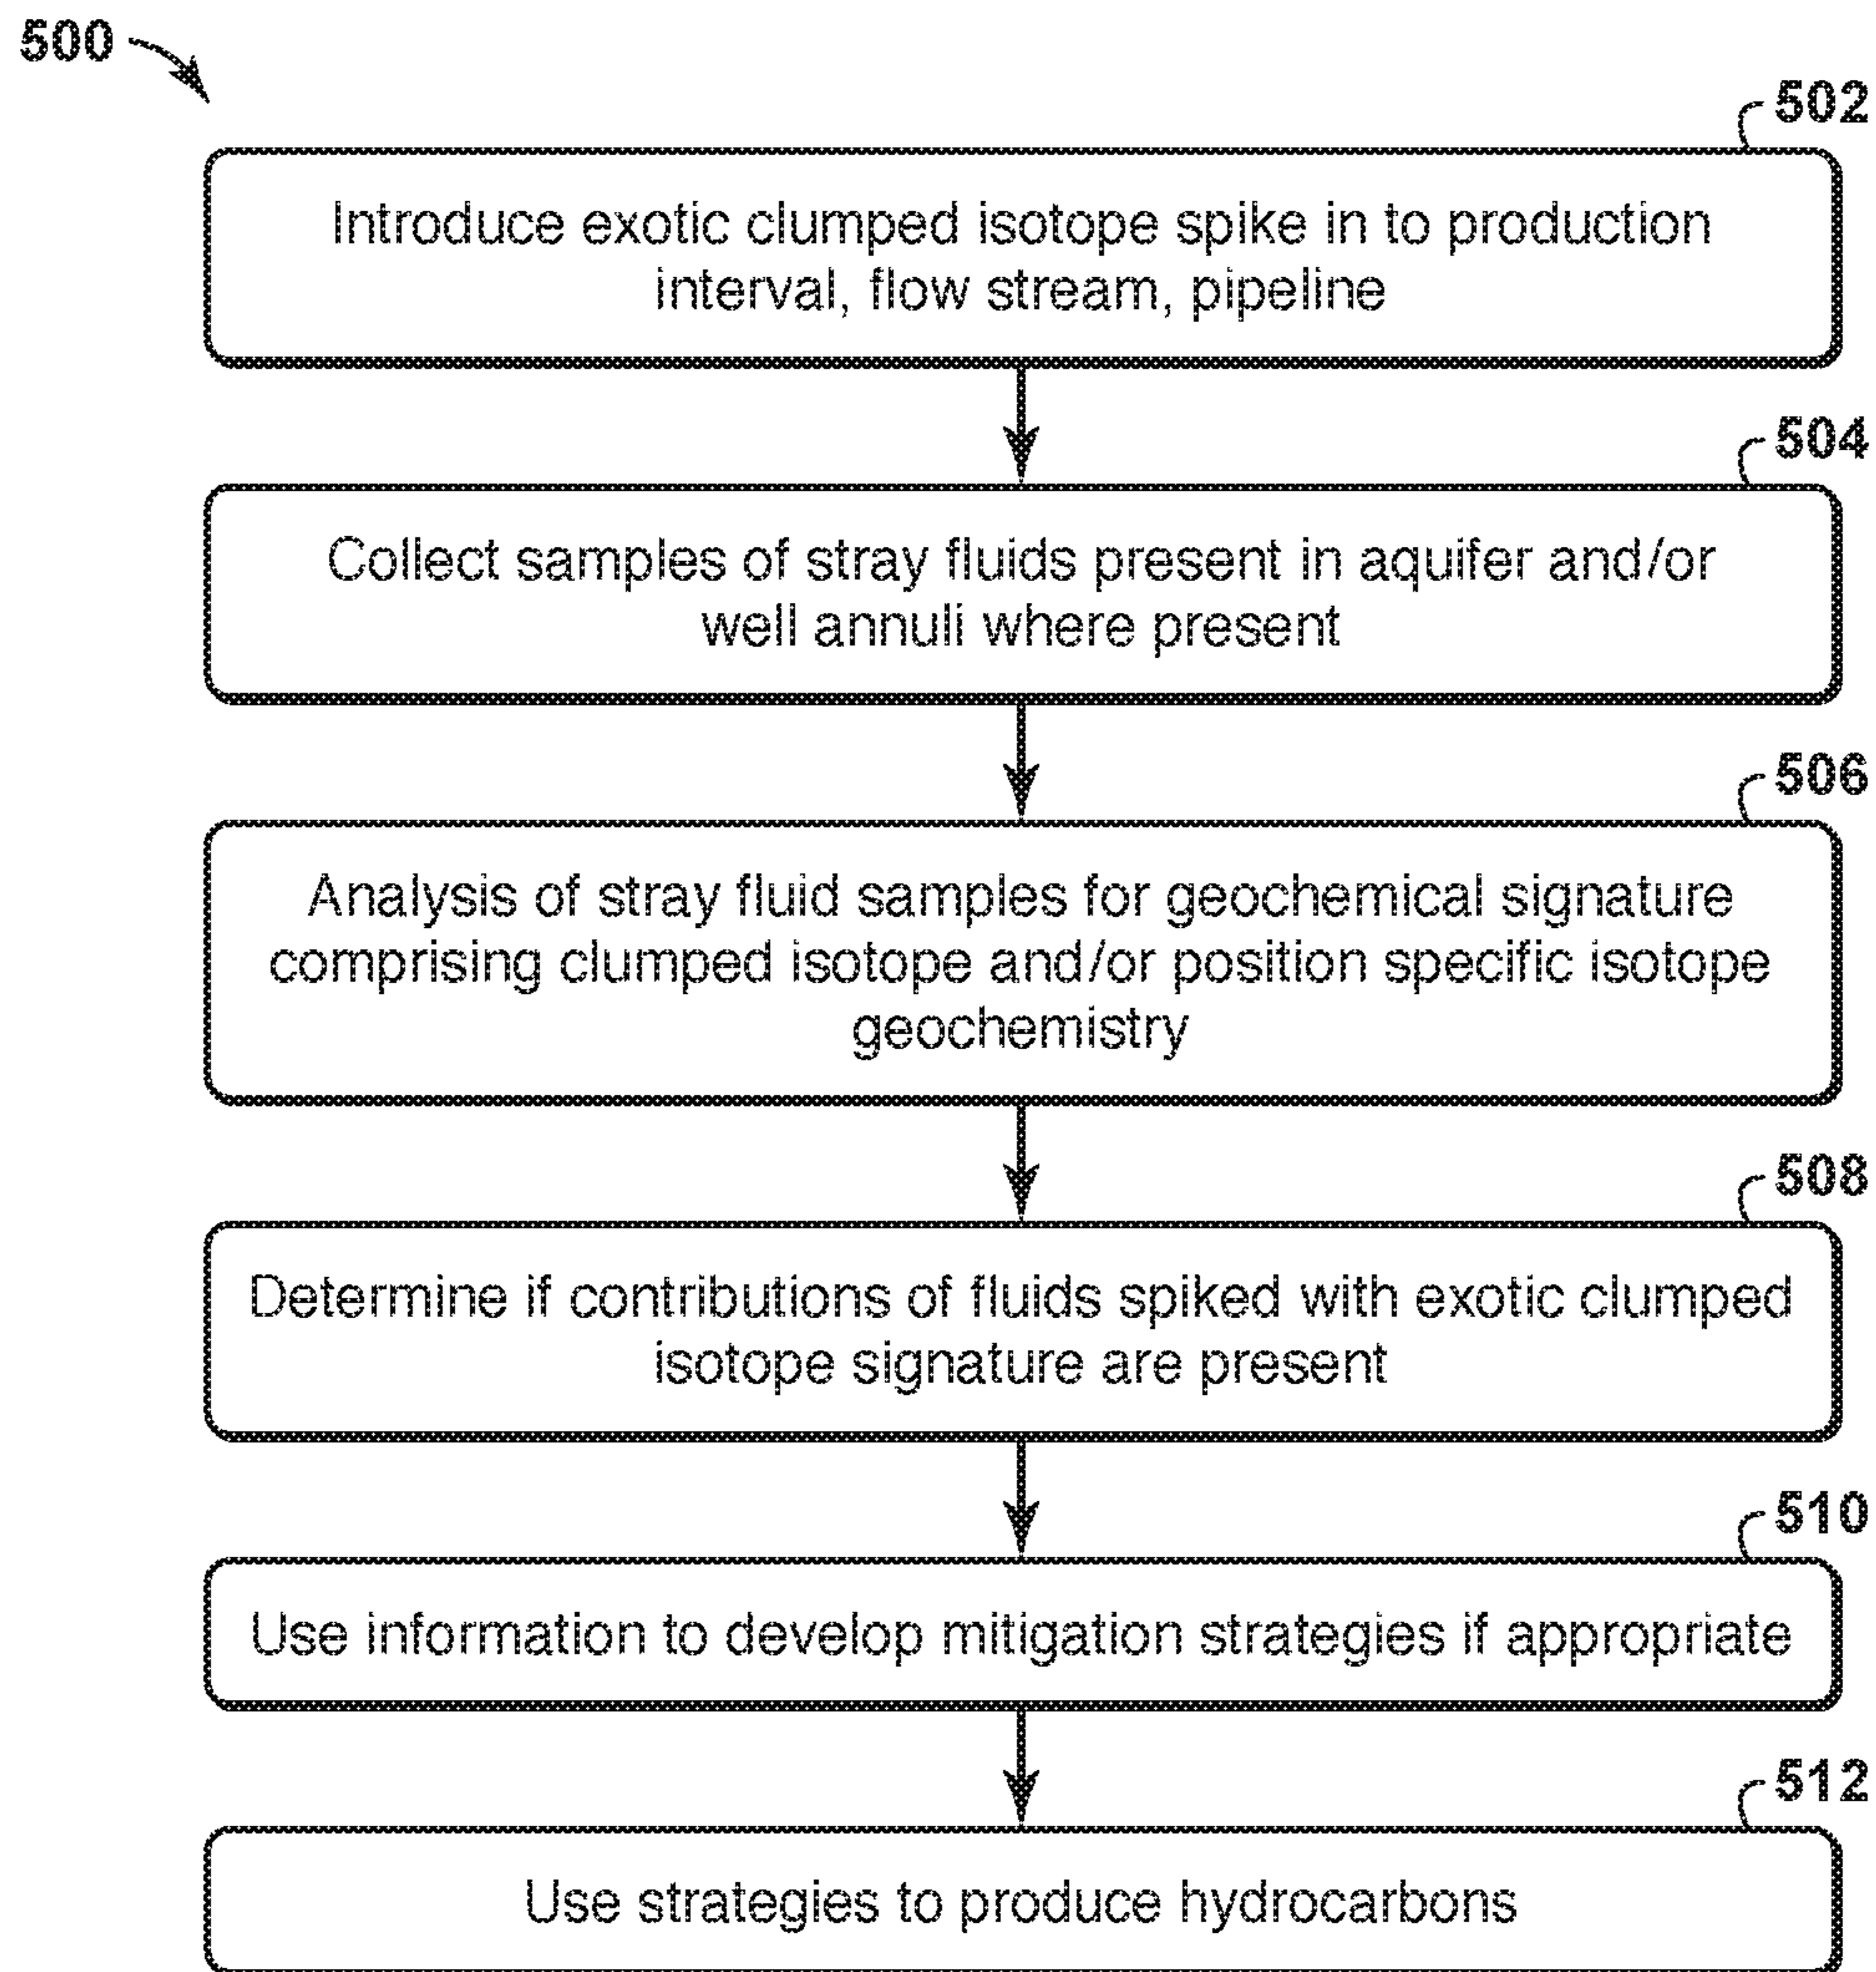 500
502
Introduce exotic clumped isotope spike in to production
interval, flow stream, pipeline
504
Collect samples of stray fluids present in aquifer and/or
well annuli where present
506
Analysis of stray fluid samples for geochemical signature
comprising clumped isotope and/or position specific isotope
geochemistry
508
Determine if contributions of fluids spiked with exotic clumped
isotope signature are present
510
Use information to develop mitigation strategies if appropriate
512
Use strategies to produce hydrocarbons